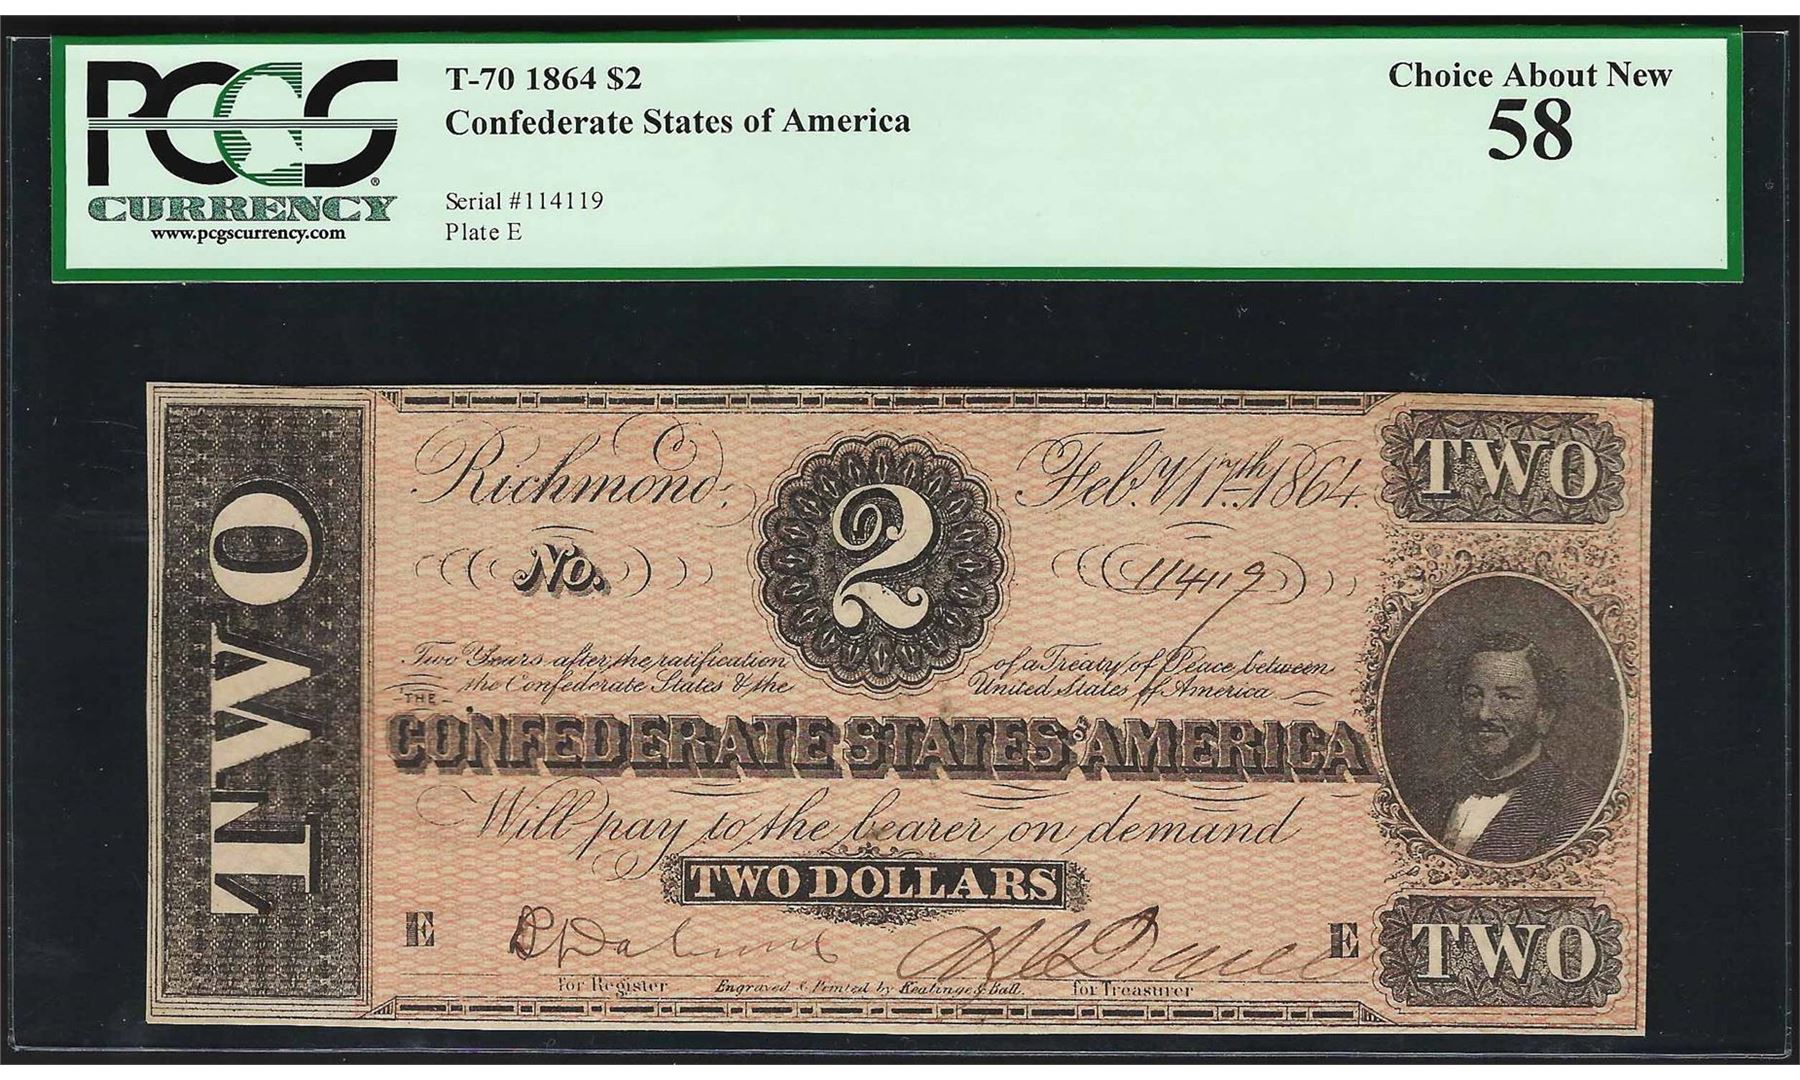 PCGS
CURRENCY
www.pcgscurrency.com
T-70 1864 $2
Confederate States of America
Serial #114119
Plate E
Choice About New
58
TWO
Richmond, 2 Feb.y 17th 1864.
TWO
No. 114119
Two Years after the ratification of a Treaty of Peace between
the Confederate States & the United States of America
THE
CONFEDERATE STATES OF AMERICA
Will pay to the bearer on demand
TWO DOLLARS
E E
for Register Engraved & Printed by Keatinge & Ball. for Treasurer
TWO